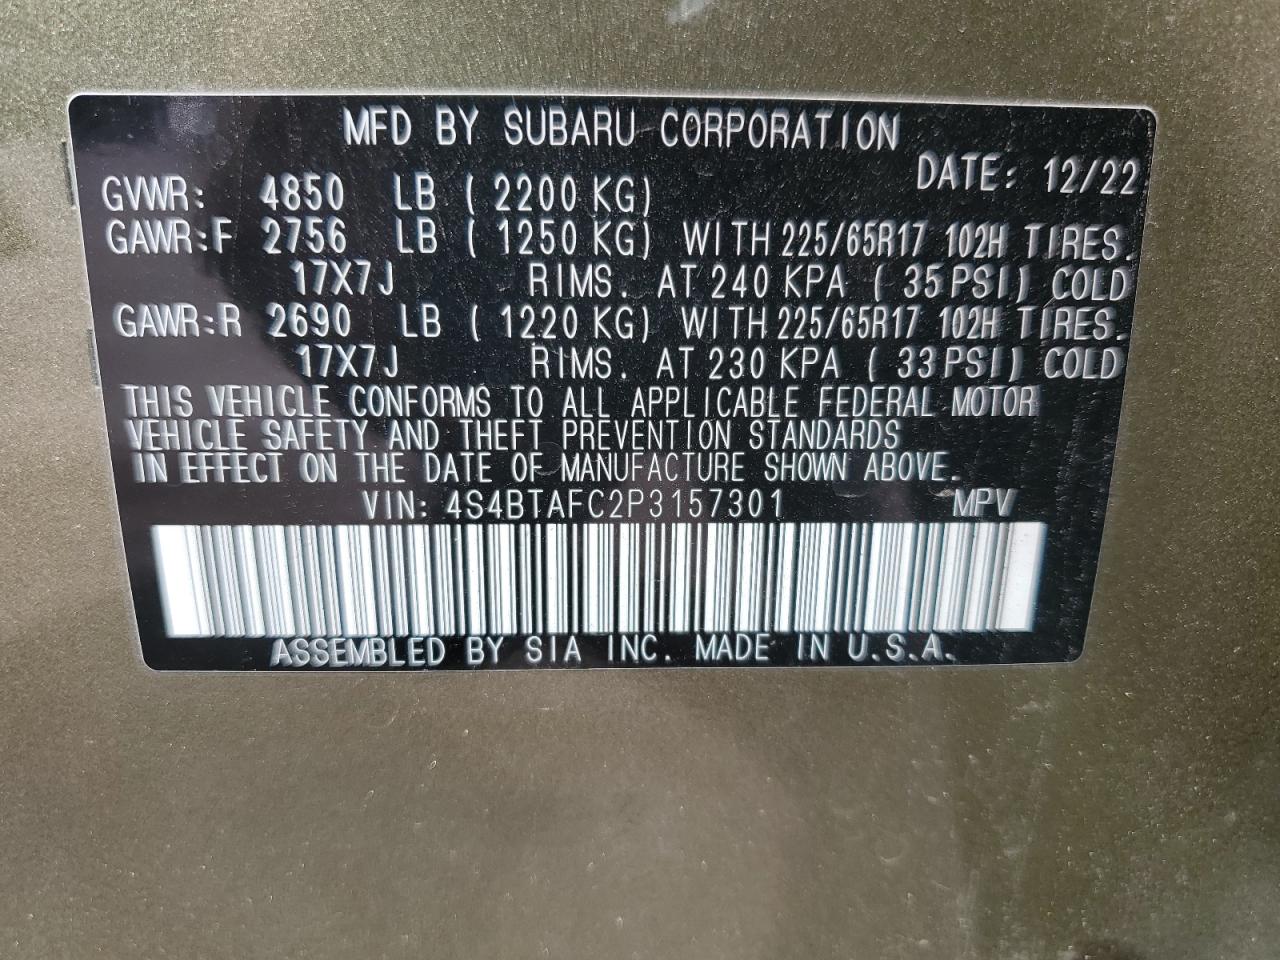 MFD BY SUBARU CORPORATION
DATE: 12/22
GVWR: 4850 LB ( 2200 KG)
GAWR:F 2756 LB ( 1250 KG) WITH 225/65R17 102H TIRES.
17X7J RIMS. AT 240 KPA ( 35 PSI) COLD
GAWR:R 2690 LB ( 1220 KG) WITH 225/65R17 102H TIRES.
17X7J RIMS. AT 230 KPA ( 33 PSI) COLD
THIS VEHICLE CONFORMS TO ALL APPLICABLE FEDERAL MOTOR
VEHICLE SAFETY AND THEFT PREVENTION STANDARDS
IN EFFECT ON THE DATE OF MANUFACTURE SHOWN ABOVE.
VIN: 4S4BTAFC2P3157301 MPV
ASSEMBLED BY SIA INC. MADE IN U.S.A.